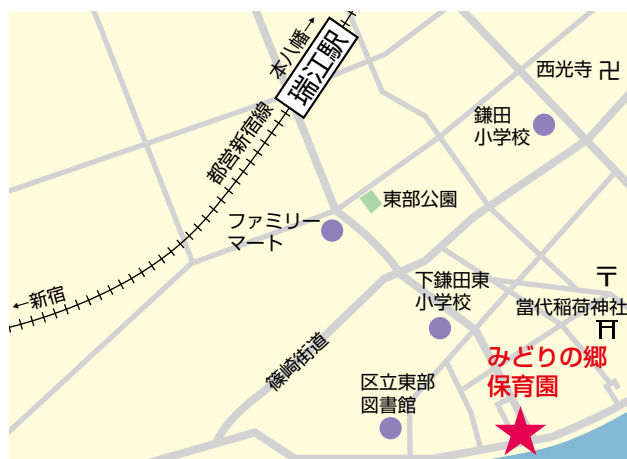 本八幡→
瑞江駅
都営新宿線
←新宿
西光寺 卍
鎌田
小学校
東部公園
ファミリー
マート
下鎌田東
小学校
〒
當代稲荷神社
篠崎街道
区立東部
図書館
みどりの郷
保育園